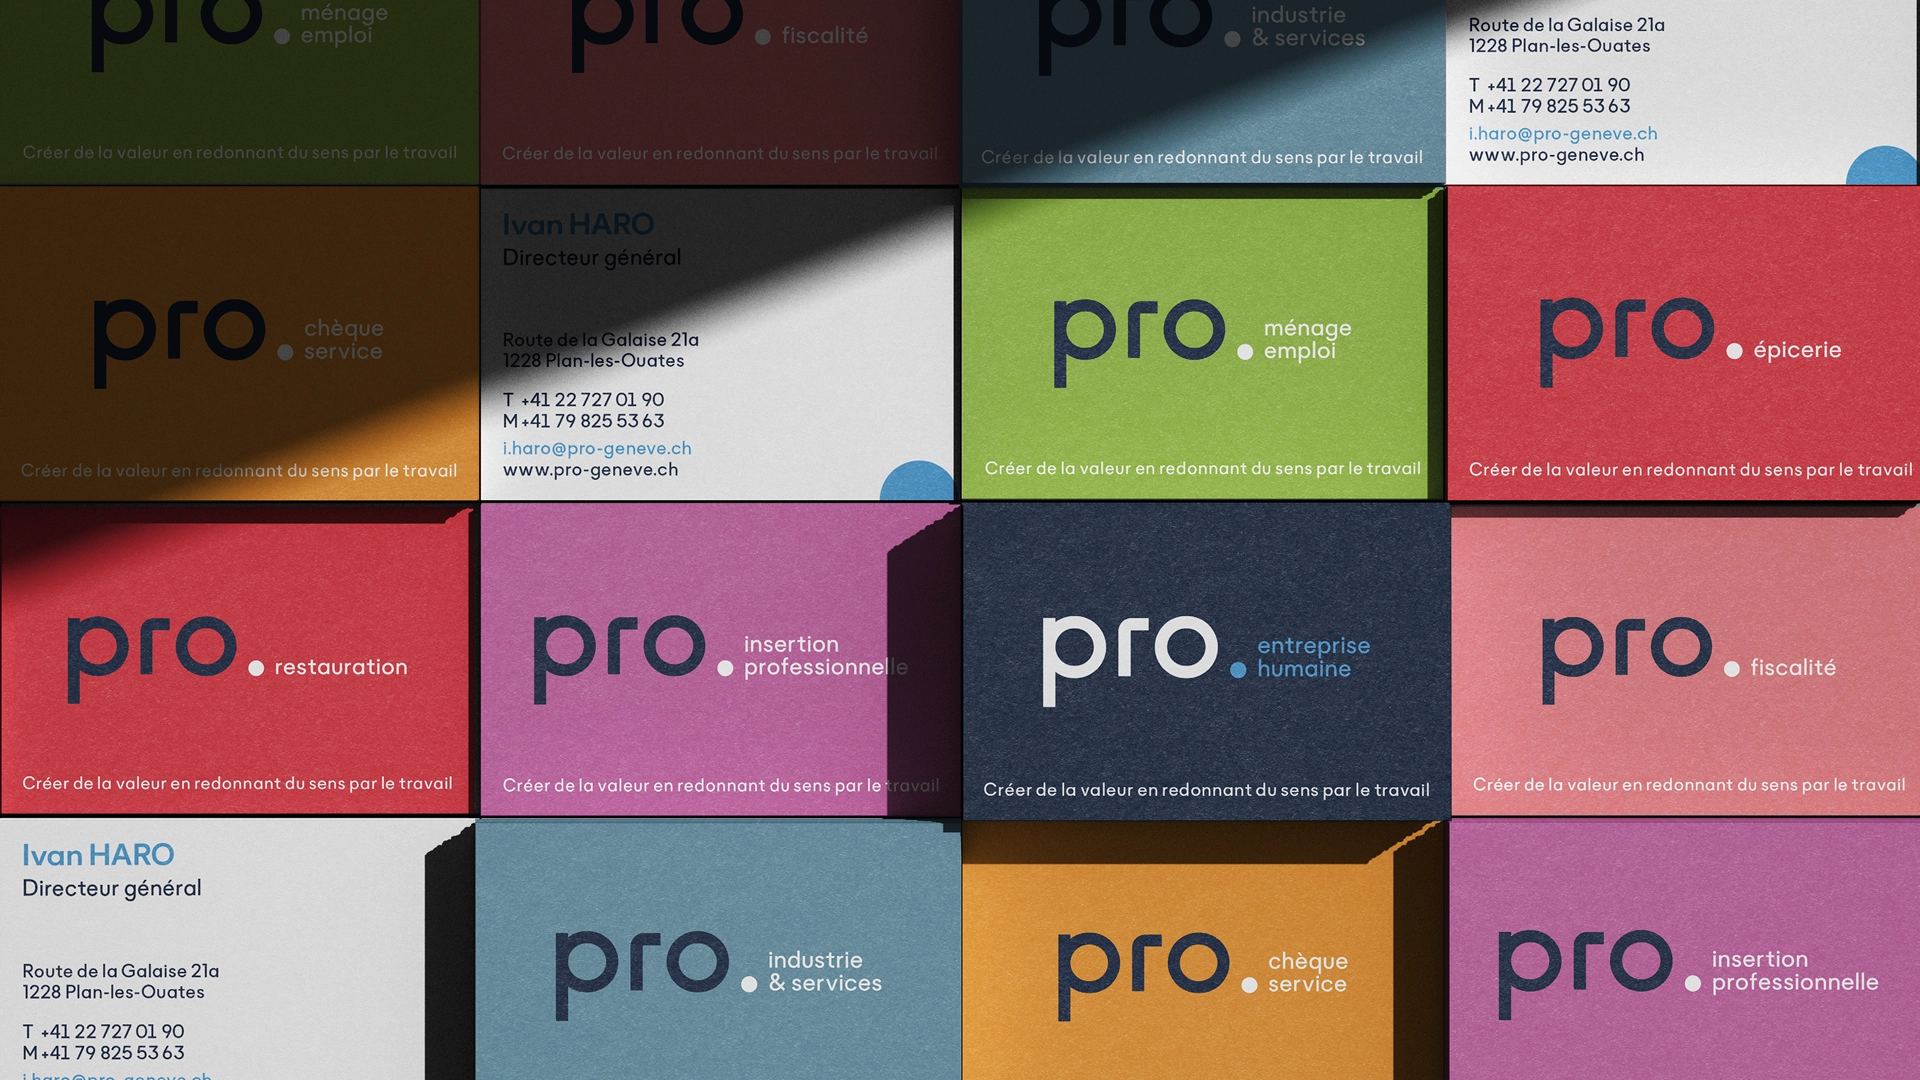 pro.
ménage
emploi
Créer de la valeur en redonnant du sens par le travail
pro.
fiscalité
Créer de la valeur en redonnant du sens par le travail
pro.
industrie
& services
Créer de la valeur en redonnant du sens par le travail
Route de la Galaise 21a
1228 Plan-les-Ouates
T +41 22 727 01 90
M +41 79 825 53 63
i.haro@pro-geneve.ch
www.pro-geneve.ch
pro.
chèque
service
Créer de la valeur en redonnant du sens par le travail
Ivan HARO
Directeur général
Route de la Galaise 21a
1228 Plan-les-Ouates
T +41 22 727 01 90
M +41 79 825 53 63
i.haro@pro-geneve.ch
www.pro-geneve.ch
pro.
ménage
emploi
Créer de la valeur en redonnant du sens par le travail
pro.
épicerie
Créer de la valeur en redonnant du sens par le travail
pro.
restauration
Créer de la valeur en redonnant du sens par le travail
pro.
insertion
professionnelle
Créer de la valeur en redonnant du sens par le travail
pro.
entreprise
humaine
Créer de la valeur en redonnant du sens par le travail
pro.
fiscalité
Créer de la valeur en redonnant du sens par le travail
Ivan HARO
Directeur général
Route de la Galaise 21a
1228 Plan-les-Ouates
T +41 22 727 01 90
M +41 79 825 53 63
i.haro@pro-geneve.ch
pro.
industrie
& services
pro.
chèque
service
pro.
insertion
professionnelle